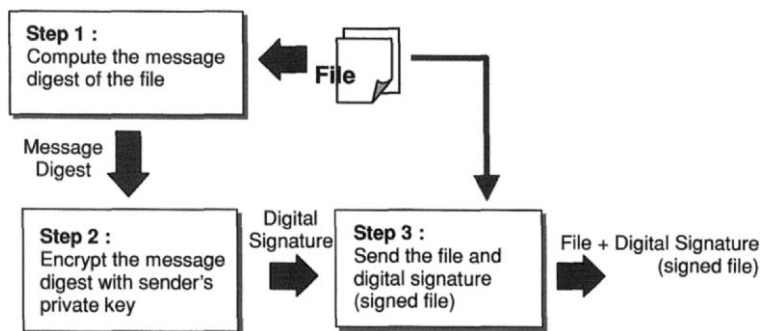 Step 1 :
Compute the message
digest of the file
File
Message
Digest
Step 2 :
Encrypt the message
digest with sender's
private key
Digital
Signature
Step 3 :
Send the file and
digital signature
(signed file)
File + Digital Signature
(signed file)